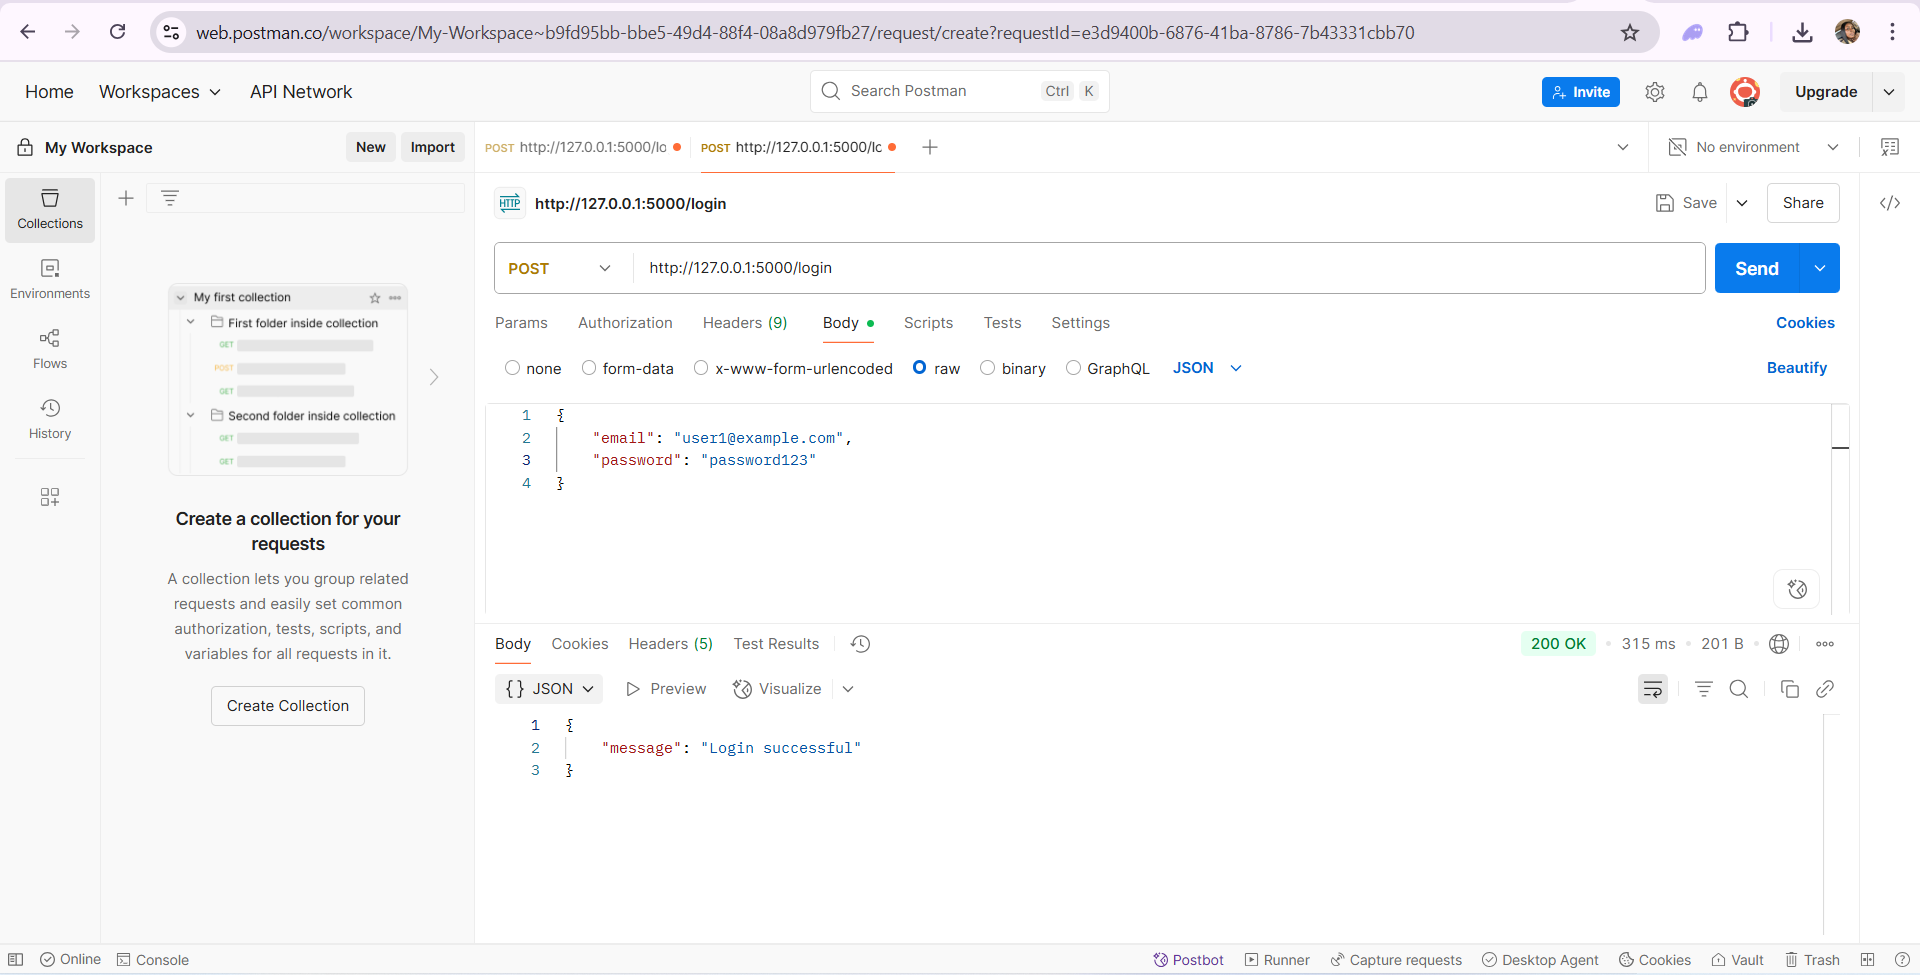 web.postman.co/workspace/My-Workspace~b9fd95bb-bbe5-49d4-88f4-08a8d979fb27/request/create?requestId=e3d9400b-6876-41ba-8786-7b43331cbb70
Home Workspaces API Network Search Postman Ctrl K Invite Upgrade
My Workspace New Import POST http://127.0.0.1:5000/lo POST http://127.0.0.1:5000/lc No environment
Collections
Environments
Flows
History
My first collection
First folder inside collection
GET
POST
GET
Second folder inside collection
GET
GET
Create a collection for your
requests
A collection lets you group related
requests and easily set common
authorization, tests, scripts, and
variables for all requests in it.
Create Collection
HTTP http://127.0.0.1:5000/login Save Share
POST http://127.0.0.1:5000/login Send
Params Authorization Headers (9) Body Scripts Tests Settings Cookies
none form-data x-www-form-urlencoded raw binary GraphQL JSON Beautify
1 {
2 "email": "user1@example.com",
3 "password": "password123"
4 }
Body Cookies Headers (5) Test Results 200 OK 315 ms 201 B
{} JSON Preview Visualize
1 {
2 "message": "Login successful"
3 }
Online Console Postbot Runner Capture requests Desktop Agent Cookies Vault Trash